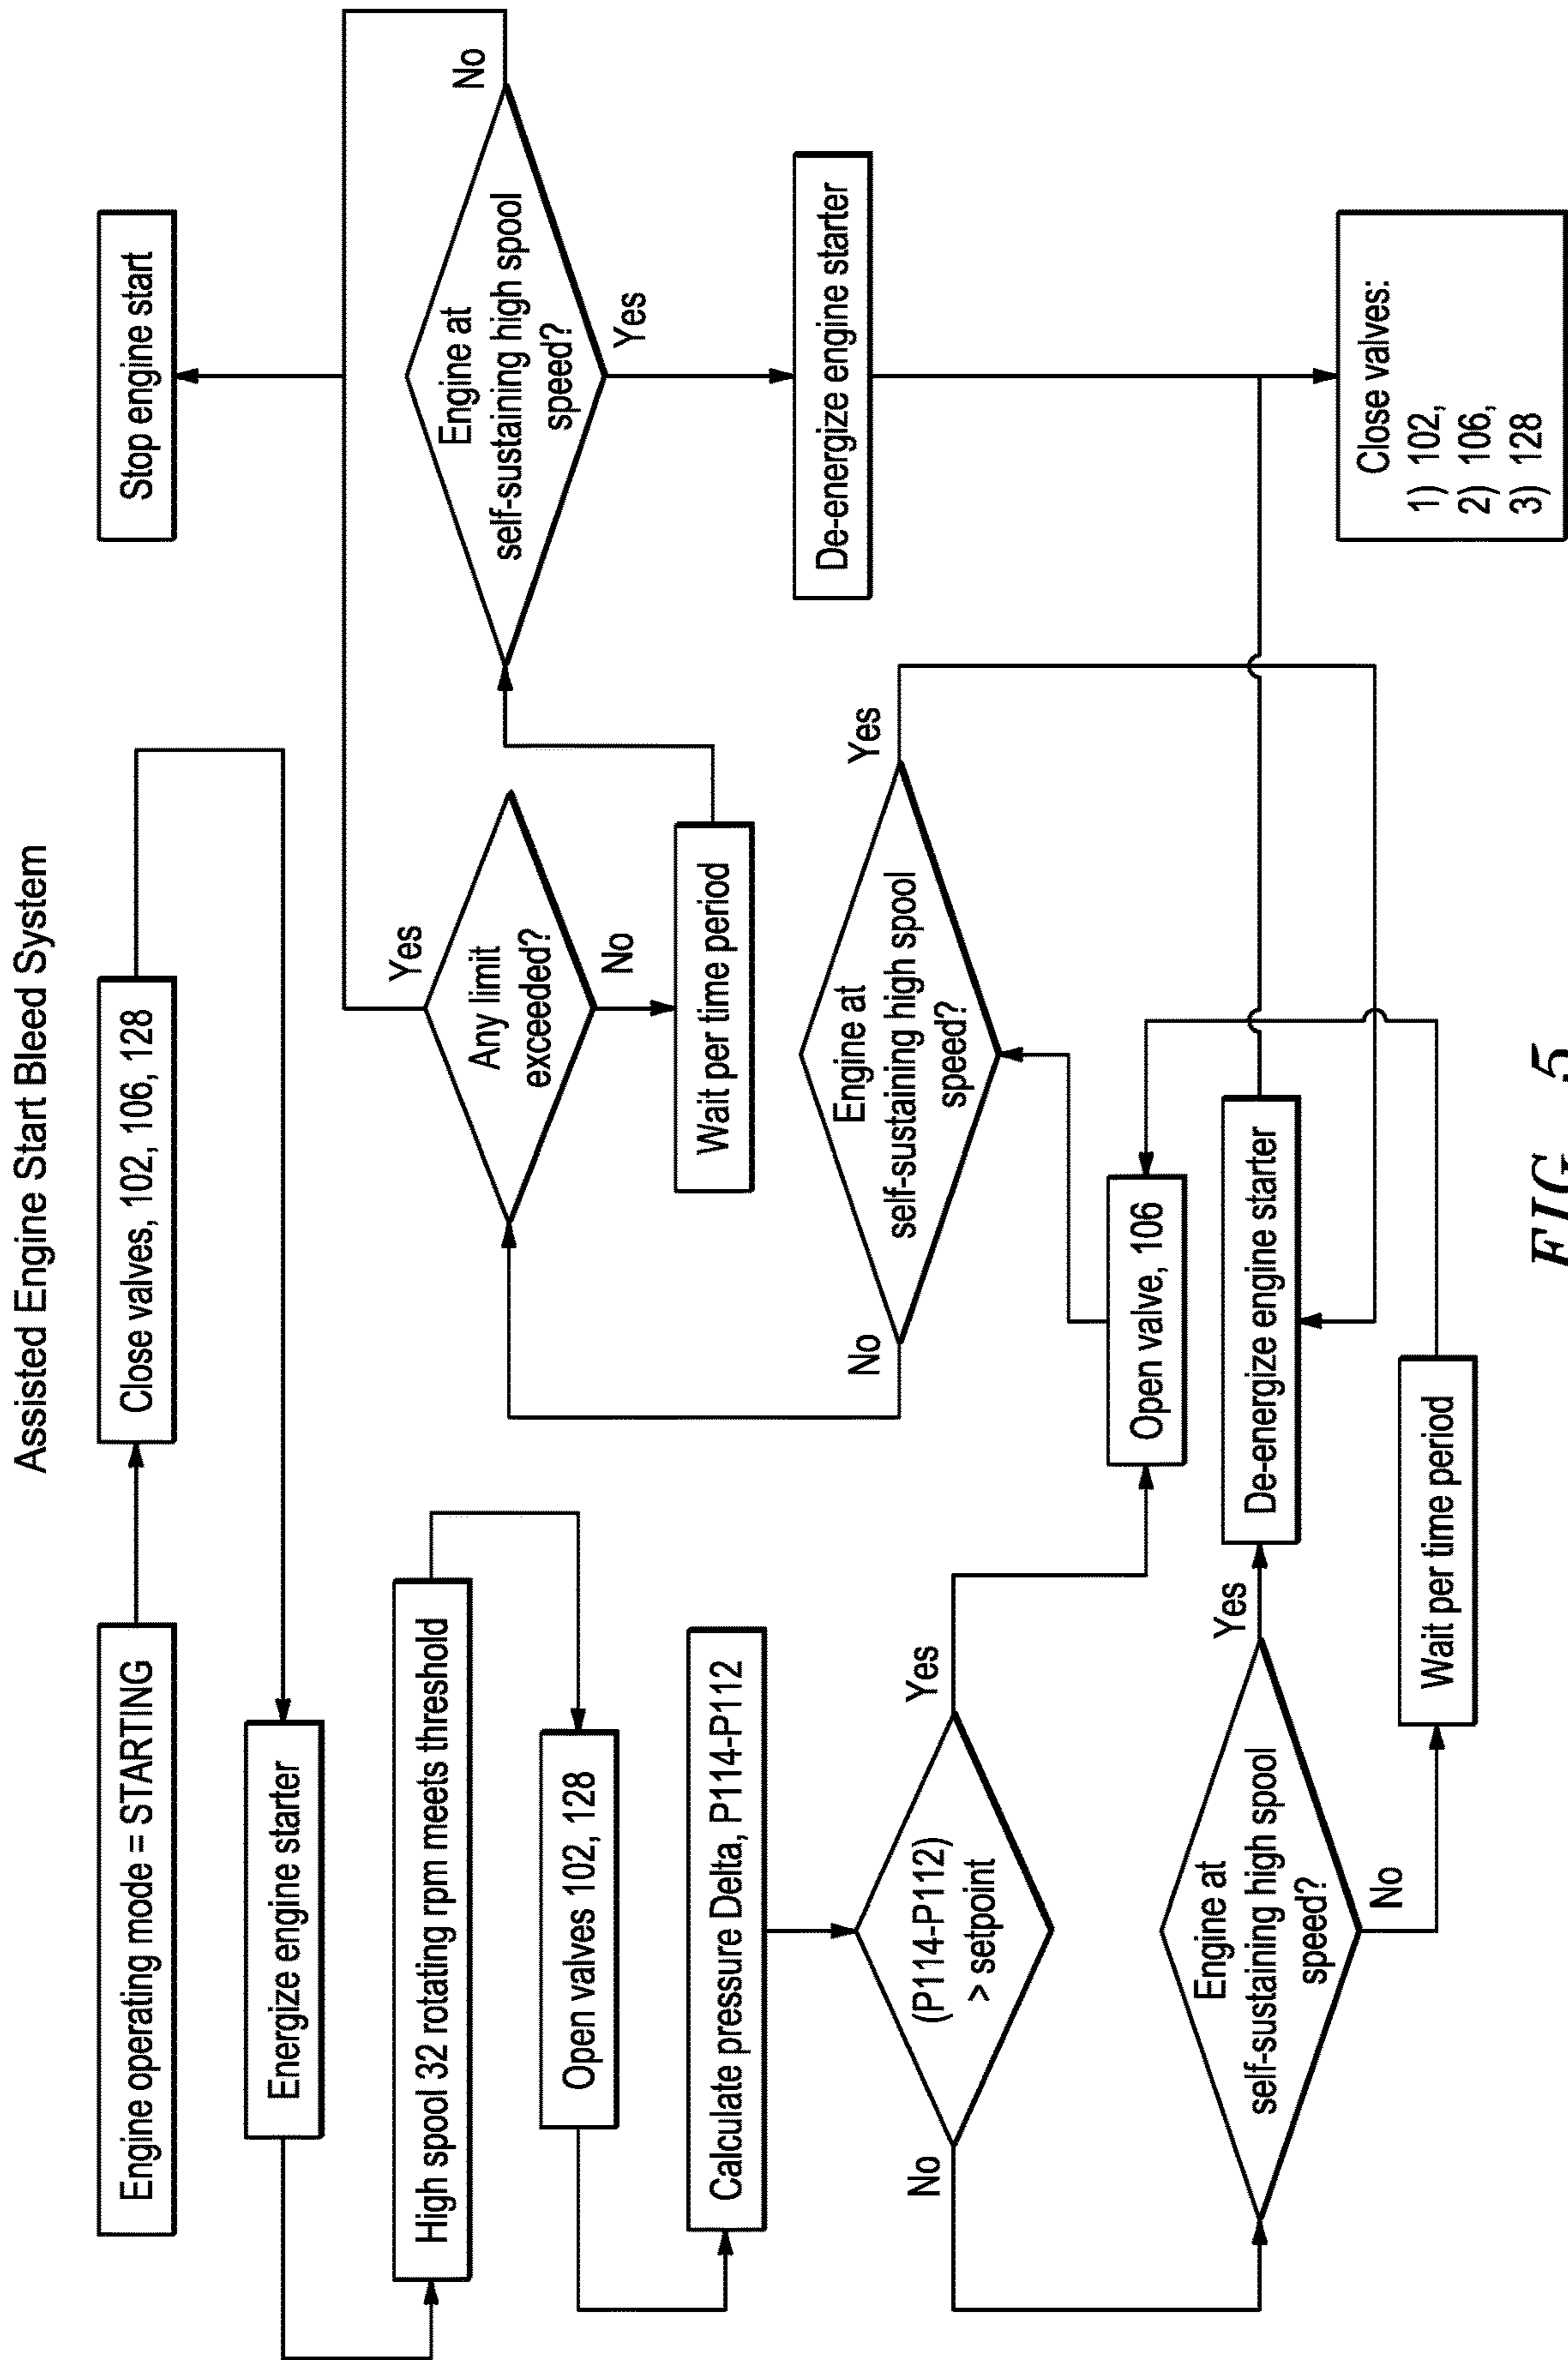 Assisted Engine Start Bleed System
Engine operating mode = STARTING
Close valves, 102, 106, 128
Energize engine starter
High spool 32 rotating rpm meets threshold
Open valves 102, 128
Calculate pressure Delta, P114-P112
(P114-P112)
> setpoint
Yes
No
Engine at
self-sustaining high spool
speed?
Yes
No
Wait per time period
De-energize engine starter
Open valve, 106
Engine at
self-sustaining high spool
speed?
Yes
No
Any limit
exceeded?
Yes
No
Wait per time period
Engine at
self-sustaining high spool
speed?
No
Yes
Stop engine start
De-energize engine starter
Close valves:
1) 102,
2) 106,
3) 128
FIG. 5